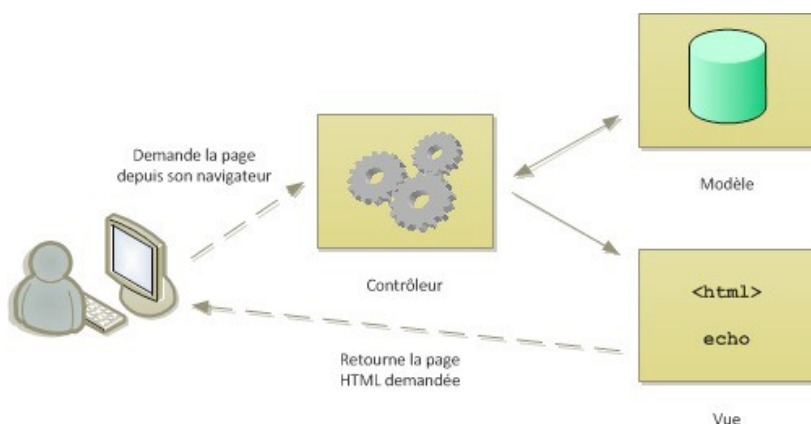 Demande la page
depuis son navigateur
Contrôleur
Modèle
<html>
echo
Retourne la page
HTML demandée
Vue